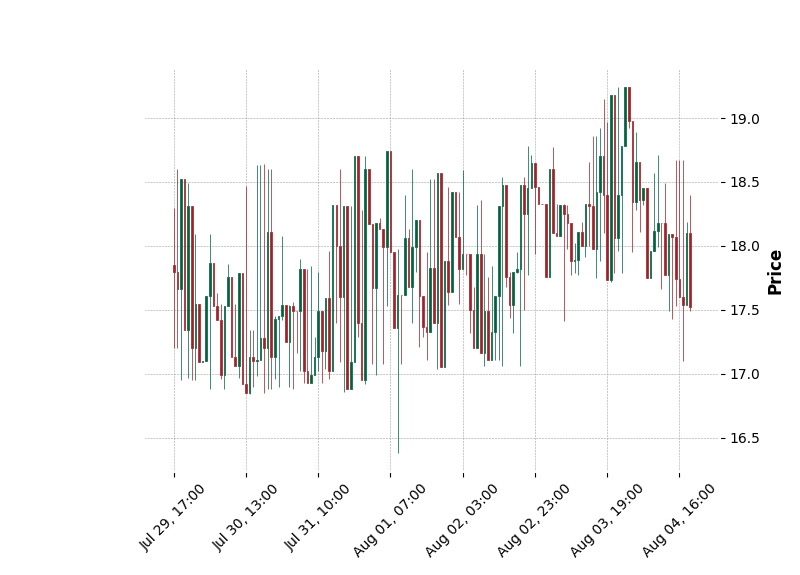 19.0
18.5
18.0
17.5
17.0
16.5
Price
Jul 29, 17:00
Jul 30, 13:00
Jul 31, 10:00
Aug 01, 07:00
Aug 02, 03:00
Aug 02, 23:00
Aug 03, 19:00
Aug 04, 16:00